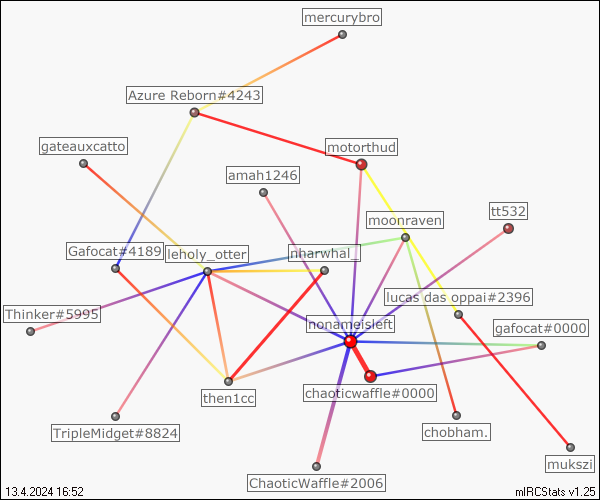 mercurybro
Azure Reborn#4243
gateauxcatto
motorthud
amah1246
tt532
moonraven
Gafocat#4189
leholy_otter
nharwhal_
lucas das oppai#2396
Thinker#5995
nonameisleft
gafocat#0000
then1cc
chaoticwaffle#0000
TripleMidget#8824
chobham.
mukszi
ChaoticWaffle#2006
13.4.2024 16:52
mIRCStats v1.25